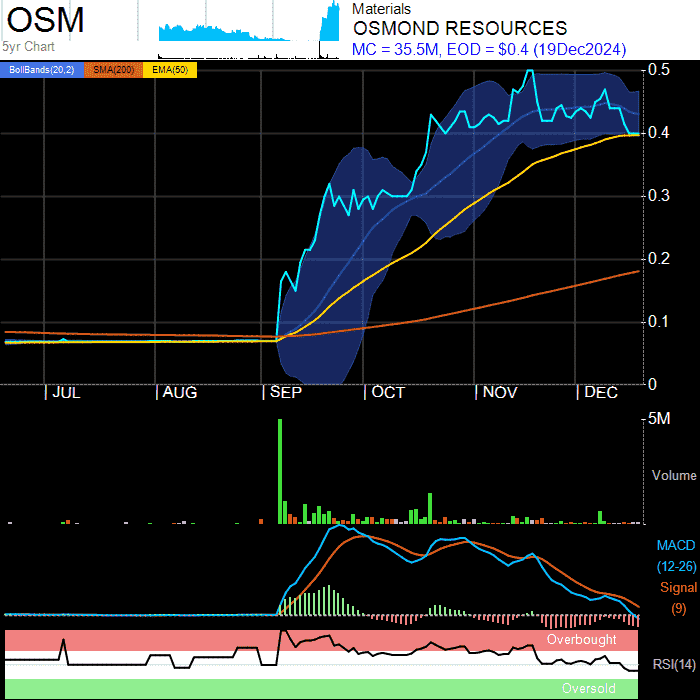 OSM
5yr Chart
Materials
OSMOND RESOURCES
MC = 35.5M, EOD = $0.4 (19Dec2024)
BollBands(20,2) SMA(200) EMA(50)
0.5
0.4
0.3
0.2
0.1
0
JUL AUG SEP OCT NOV DEC
5M
Volume
MACD
(12-26)
Signal
(9)
Overbought
RSI(14)
Oversold